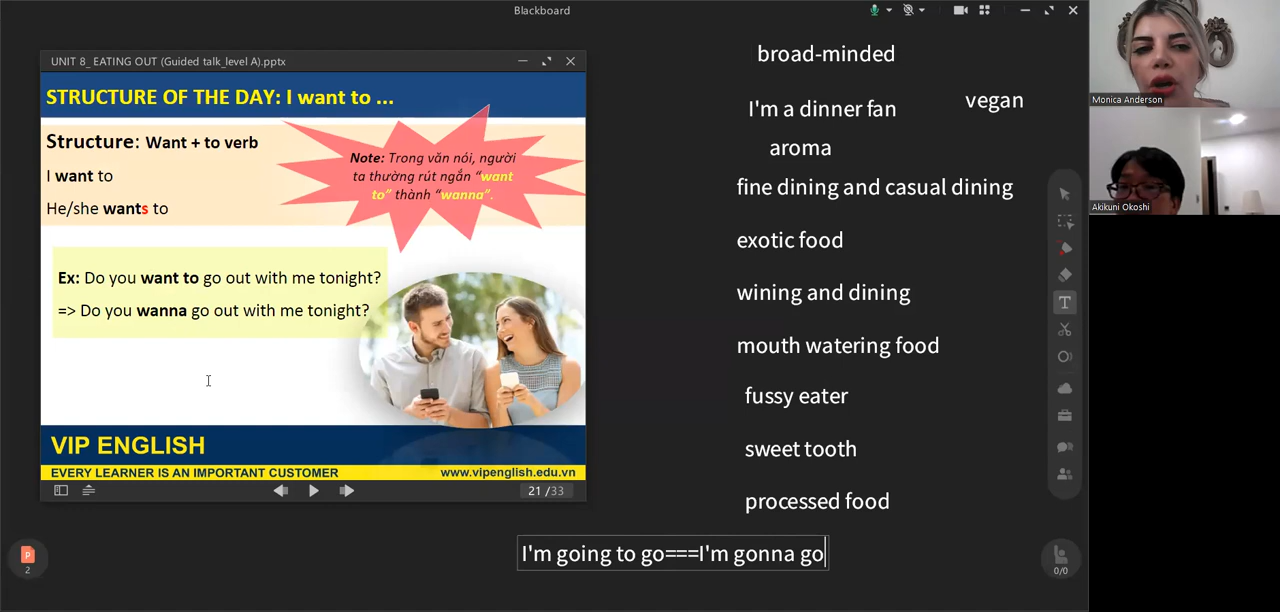 Blackboard
UNIT 8_ EATING OUT (Guided talk_level A).pptx
STRUCTURE OF THE DAY: I want to ...
Structure: Want + to verb
I want to
He/she wants to
Note: Trong văn nói, người
ta thường rút ngắn “want
to” thành “wanna”.
Ex: Do you want to go out with me tonight?
=> Do you wanna go out with me tonight?
VIP ENGLISH
EVERY LEARNER IS AN IMPORTANT CUSTOMER
www.vipenglish.edu.vn
21 /33
broad-minded
I'm a dinner fan
vegan
aroma
fine dining and casual dining
exotic food
wining and dining
mouth watering food
fussy eater
sweet tooth
processed food
I'm going to go===I'm gonna go
P
2
T
0/0
Monica Anderson
Akikuni Okoshi